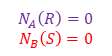 N_A(R) = 0
N_B(S) = 0